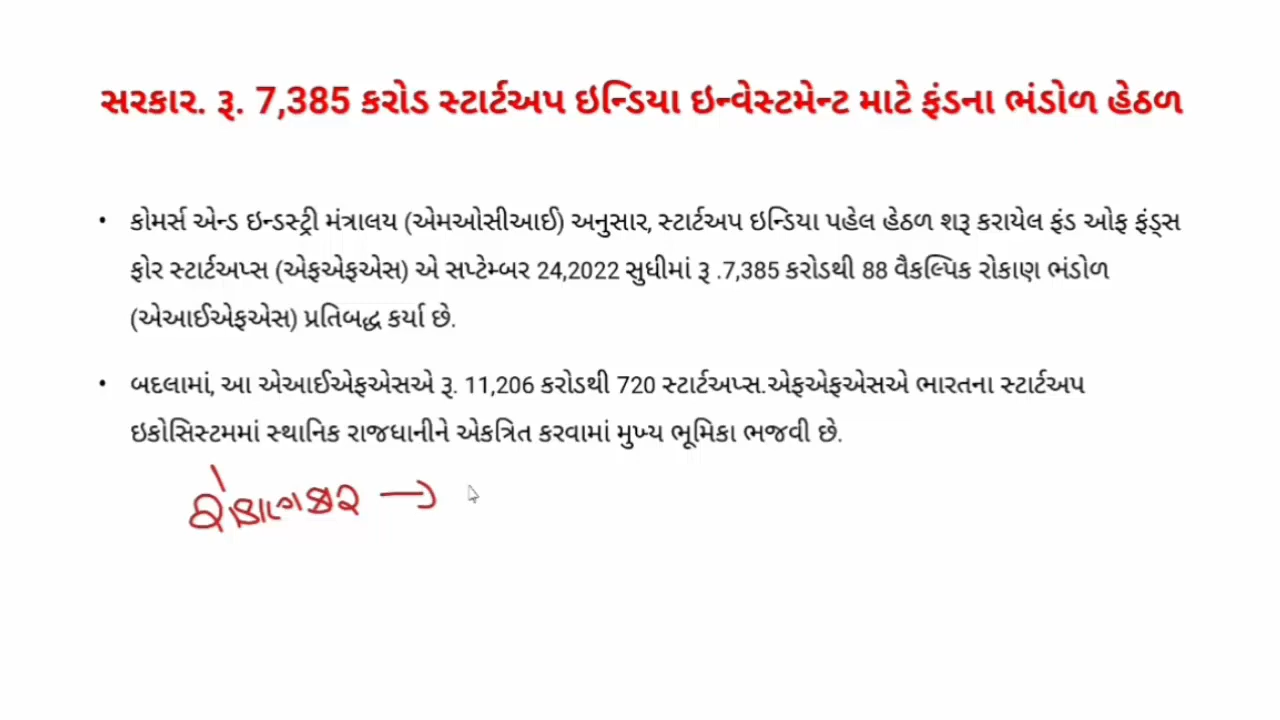 સરકાર. રૂ. 7,385 કરોડ સ્ટાર્ટઅપ ઇન્ડિયા ઇન્વેસ્ટમેન્ટ માટે ફંડના ભંડોળ હેઠળ
• કોમર્સ એન્ડ ઇન્ડસ્ટ્રી મંત્રાલય (એમઓસીઆઈ) અનુસાર, સ્ટાર્ટઅપ ઇન્ડિયા પહેલ હેઠળ શરૂ કરાયેલ ફંડ ઓફ ફંડ્સ
ફોર સ્ટાર્ટઅપ્સ (એફએફએસ) એ સપ્ટેમ્બર 24,2022 સુધીમાં રૂ .7,385 કરોડથી 88 વૈકલ્પિક રોકાણ ભંડોળ
(એઆઈએફએસ) પ્રતિબદ્ધ કર્યા છે.
• બદલામાં, આ એઆઈએફએસએ રૂ. 11,206 કરોડથી 720 સ્ટાર્ટઅપ્સ.એફએફએસએ ભારતના સ્ટાર્ટઅપ
ઇકોસિસ્ટમમાં સ્થાનિક રાજધાનીને એકત્રિત કરવામાં મુખ્ય ભૂમિકા ભજવી છે.
રોકાણકાર →